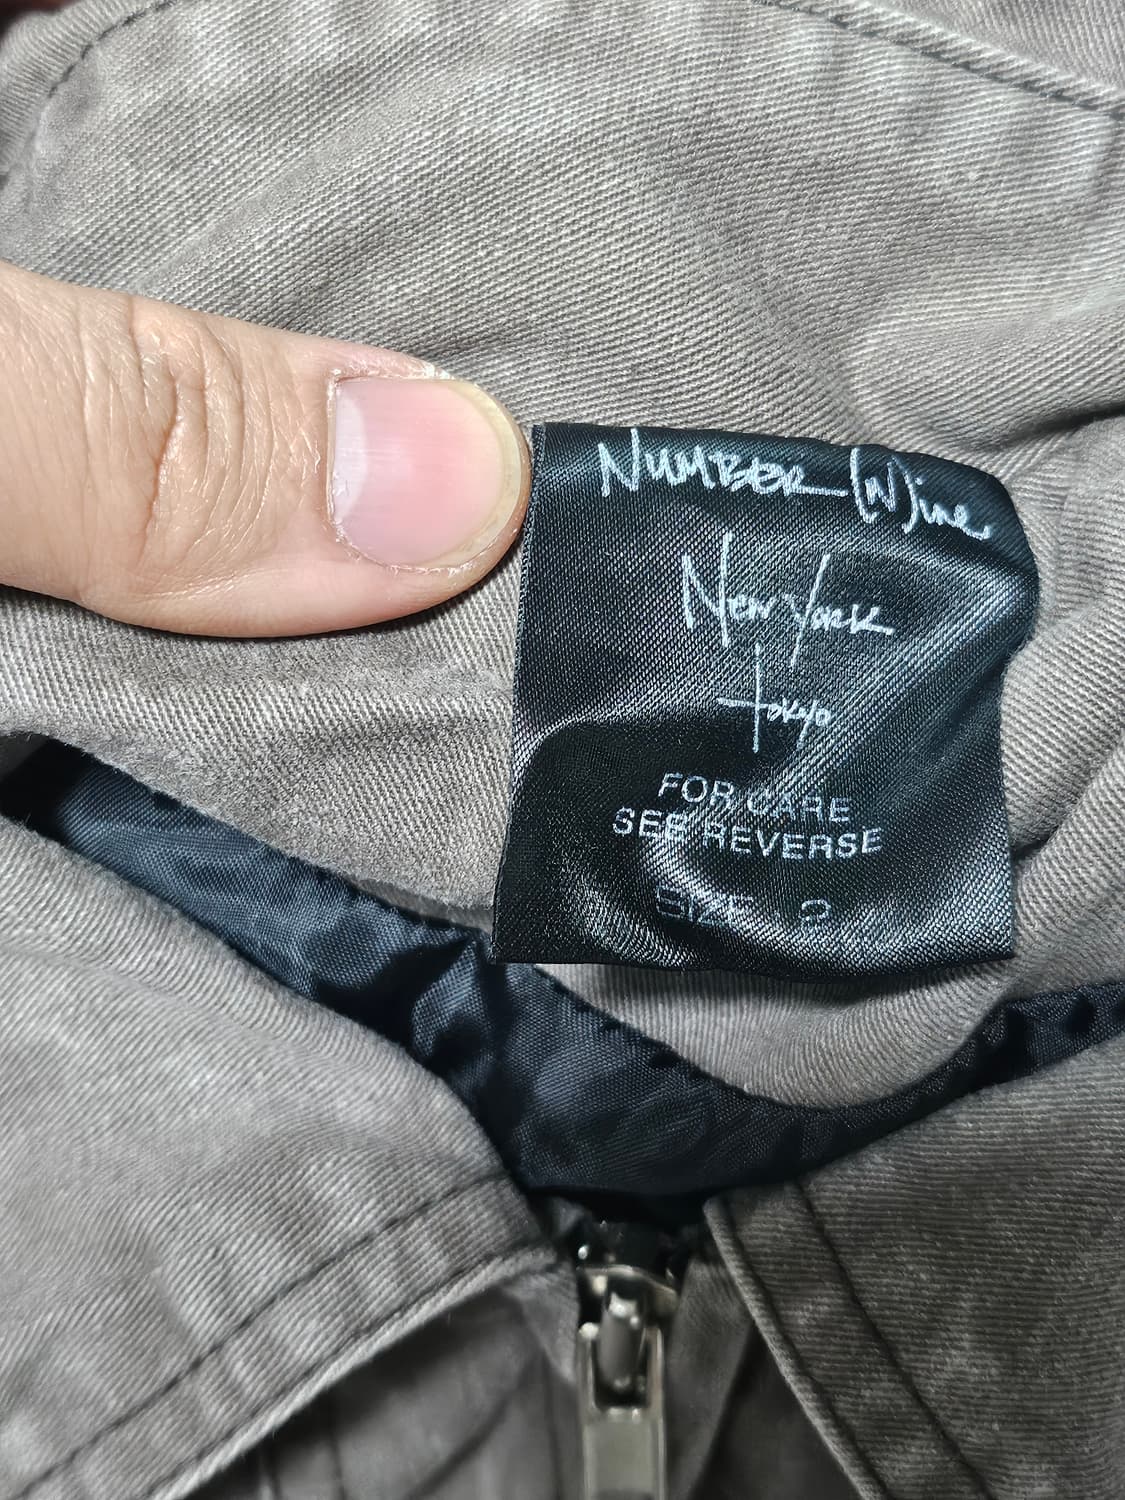 NUMBER (N)ine
New York
Tokyo
FOR CARE
SEE REVERSE
SIZE 2